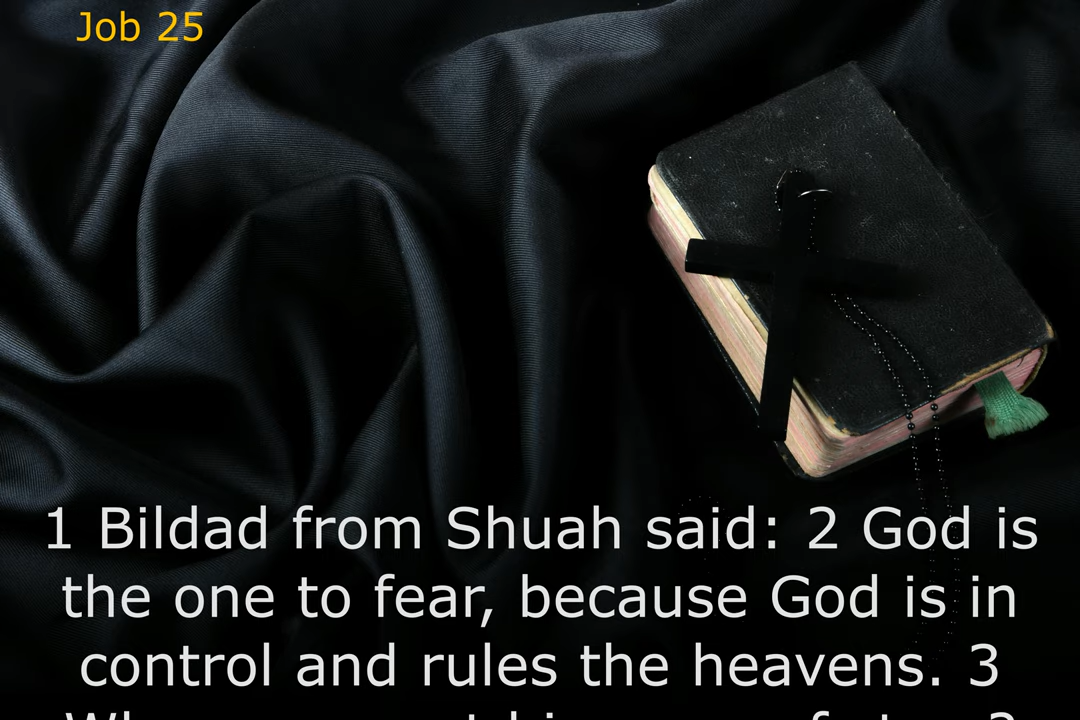 Job 25
1 Bildad from Shuah said: 2 God is
the one to fear, because God is in
control and rules the heavens. 3